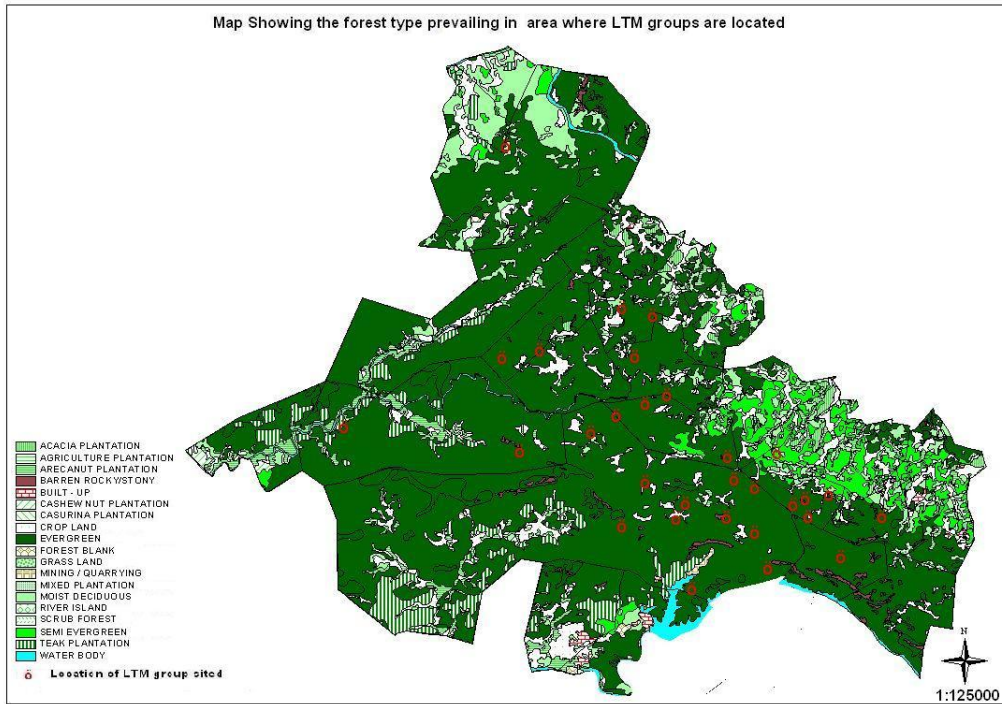 Map Showing the forest type prevailing in area where LTM groups are located
ACACIA PLANTATION
AGRICULTURE PLANTATION
ARECANUT PLANTATION
BARREN ROCKY/STONY
BUILT - UP
CASHEW NUT PLANTATION
CASURINA PLANTATION
CROP LAND
EVERGREEN
FOREST BLANK
GRASS LAND
MINING / QUARRYING
MIXED PLANTATION
MOIST DECIDUOUS
RIVER ISLAND
SCRUB FOREST
SEMI EVERGREEN
TEAK PLANTATION
WATER BODY
Location of LTM group sited
N
1:125000